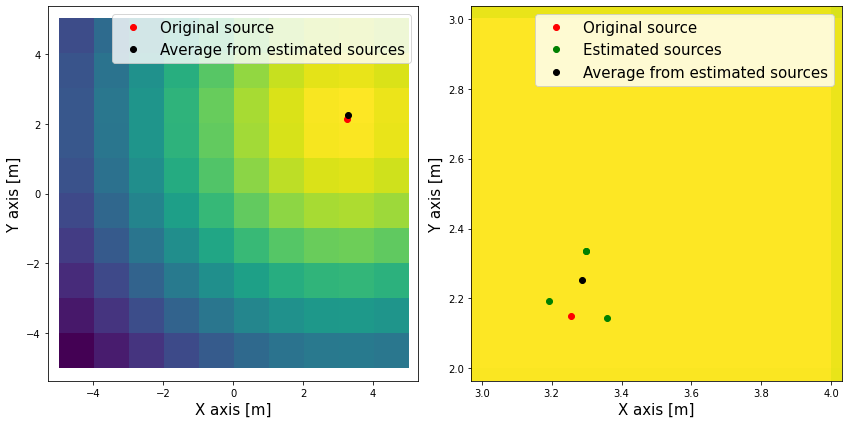 Original source
Average from estimated sources
4
2
0
−2
−4
Y axis [m]
−4
−2
0
2
4
X axis [m]
Original source
Estimated sources
Average from estimated sources
3.0
2.8
2.6
2.4
2.2
2.0
Y axis [m]
3.0
3.2
3.4
3.6
3.8
4.0
X axis [m]